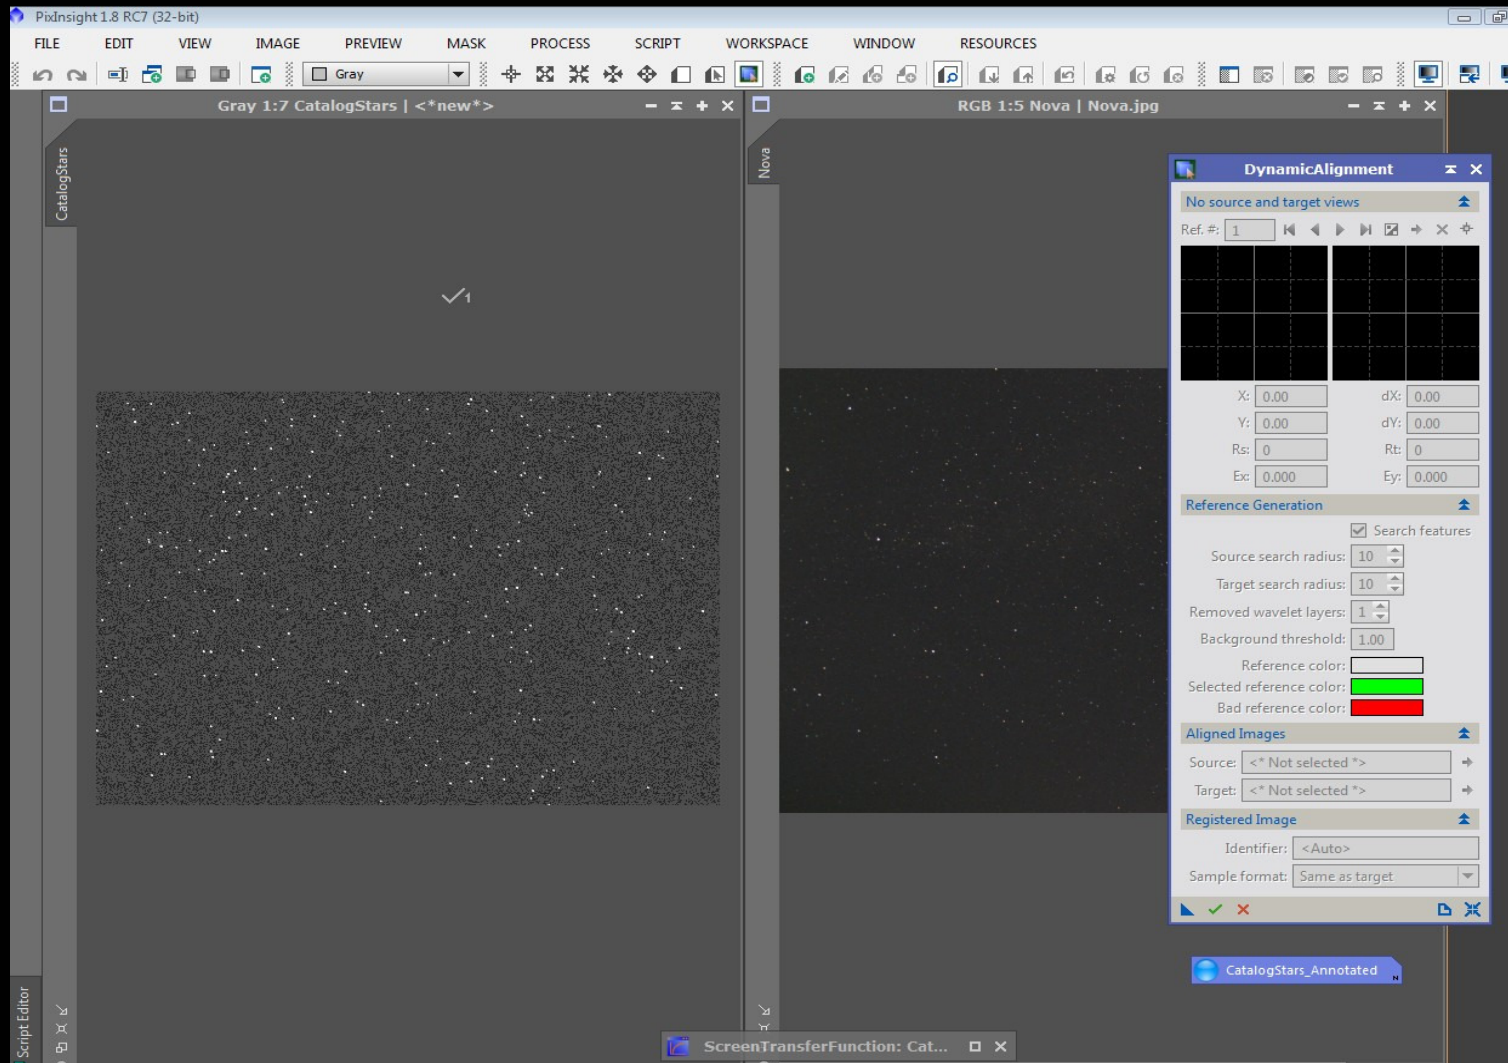 PixInsight 1.8 RC7 (32-bit)
FILE EDIT VIEW IMAGE PREVIEW MASK PROCESS SCRIPT WORKSPACE WINDOW RESOURCES
Gray
Gray 1:7 CatalogStars | <*new*>
RGB 1:5 Nova | Nova.jpg
CatalogStars
Nova
1
DynamicAlignment
No source and target views
Ref. #: 1
X: 0.00 dX: 0.00
Y: 0.00 dY: 0.00
Rs: 0 Rt: 0
Ex: 0.000 Ey: 0.000
Reference Generation
Search features
Source search radius: 10
Target search radius: 10
Removed wavelet layers: 1
Background threshold: 1.00
Reference color:
Selected reference color:
Bad reference color:
Aligned Images
Source: <* Not selected *>
Target: <* Not selected *>
Registered Image
Identifier: <Auto>
Sample format: Same as target
CatalogStars_Annotated
N
Script Editor
ScreenTransferFunction: Cat...